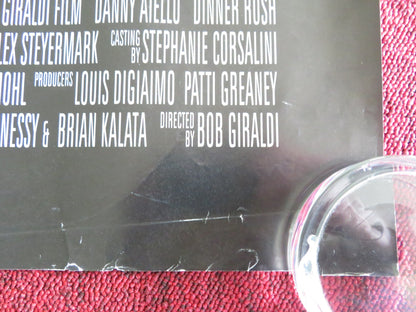 GIRALDI FILM DANNY AIELLO DINNER RUSH
LEX STEYERMARK CASTING BY STEPHANIE CORSALINI
OHL PRODUCERS LOUIS DIGIAIMO PATTI GREANEY
NESSY & BRIAN KALATA DIRECTED BY BOB GIRALDI